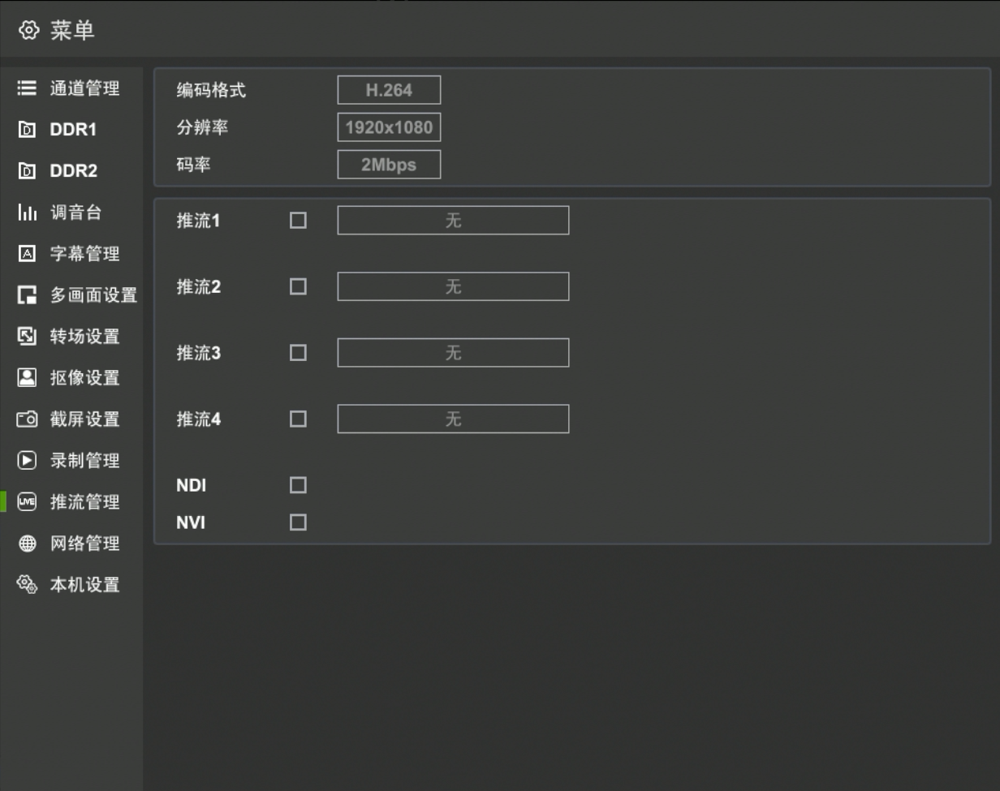 菜单
通道管理
DDR1
DDR2
调音台
字幕管理
多画面设置
转场设置
抠像设置
截屏设置
录制管理
LIVE 推流管理
网络管理
本机设置
编码格式 H.264
分辨率 1920x1080
码率 2Mbps
推流1 无
推流2 无
推流3 无
推流4 无
NDI
NVI